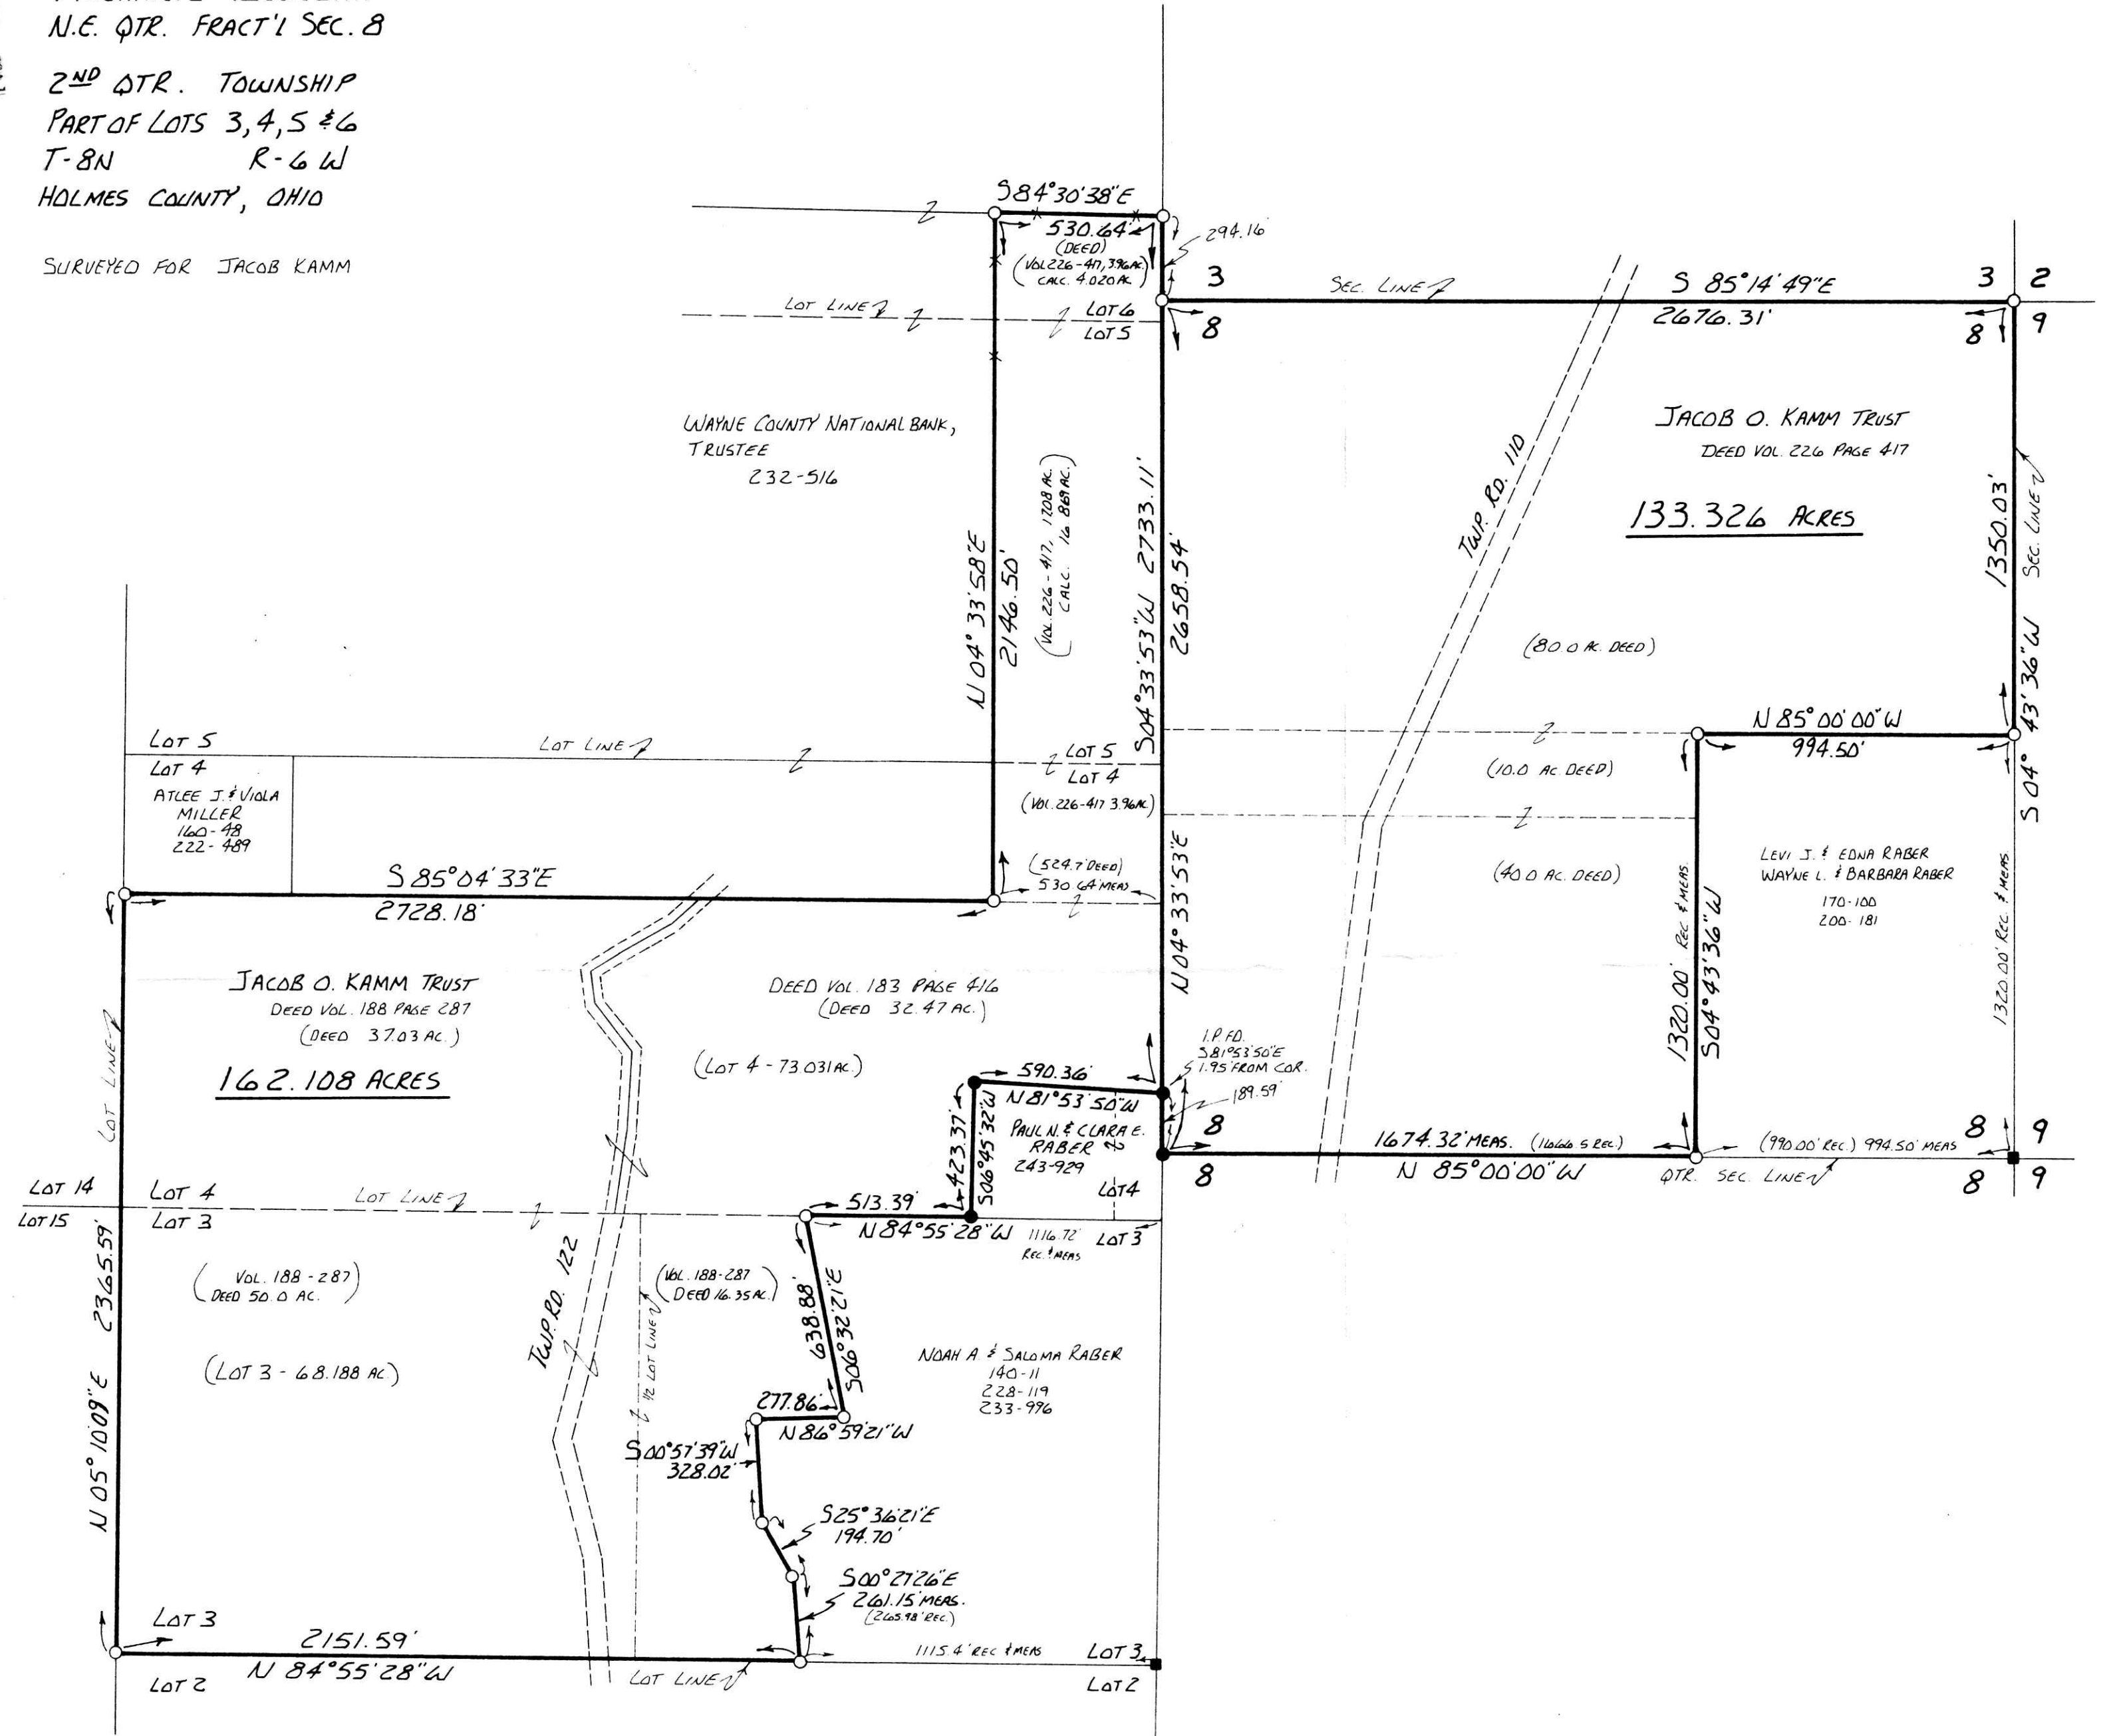 N.E. QTR. FRACT'L SEC. 8
2ND QTR. TOWNSHIP
PART OF LOTS 3, 4, 5 & 6
T-8N R-6 W
HOLMES COUNTY, OHIO
SURVEYED FOR JACOB KAMM
S84°30'38"E
530.64'
(DEED)
(VOL 226-417, 3.96 AC.)
CALC. 4.020 AC
294.16
LOT LINE
LOT 6
LOT 5
3
8
SEC. LINE
S 85°14'49"E
2676.31'
3 2
8 9
WAYNE COUNTY NATIONAL BANK,
TRUSTEE
232-516
N 04° 33'58"E
2146.50'
(VOL. 226-417, 17.08 AC.)
CALC. 16.869 AC.
S04°33'53"W 2733.11'
2658.54'
TWP. RD. 110
JACOB O. KAMM TRUST
DEED VOL. 226 PAGE 417
133.326 ACRES
1350.03'
SEC. LINE
S 04° 43' 36" W
(80.0 AC. DEED)
N 85°00'00"W
994.50'
(10.0 AC. DEED)
(40.0 AC. DEED)
LOT 5
LOT 4
LOT LINE
LOT 5
LOT 4
(VOL. 226-417 3.96 AC.)
ATLEE J. & VIOLA
MILLER
160-48
222-489
S 85°04'33"E
2728.18'
(524.7' DEED)
530.64 MEAS
N 04° 33'53"E
LEVI J. & EDNA RABER
WAYNE L. & BARBARA RABER
170-100
200-181
1320.00' REC & MEAS.
S04°43'36"W
1320.00' REC. & MEAS
JACOB O. KAMM TRUST
DEED VOL. 188 PAGE 287
(DEED 37.03 AC.)
162.108 ACRES
DEED VOL. 183 PAGE 416
(DEED 32.47 AC.)
(LOT 4 - 73.031 AC.)
LOT LINE
I.P. FD.
S81°53'50"E
1.95' FROM COR.
189.59'
590.36'
N 81°53'50"W
PAUL N. & CLARA E.
RABER
243-929
423.37'
S06°45'32"W
LOT 4
8
8
1674.32' MEAS. (1666.5 REC.)
N 85°00'00"W
(990.00' REC.) 994.50' MEAS
QTR. SEC. LINE
8 9
8 9
LOT 14
LOT 15
LOT 4
LOT 3
LOT LINE
513.39'
N 84°55'28"W
1116.72'
REC. & MEAS
LOT 3
N 05° 10'09"E 2365.59'
(VOL. 188-287)
DEED 50.0 AC.
(LOT 3 - 68.188 AC.)
TWP. RD. 122
(VOL. 188-287
DEED 16.35 AC.)
1/2 LOT LINE
638.88'
S06°32'21"E
NOAH A. & SALOMA RABER
140-11
228-119
233-996
277.86'
N 86°59'21"W
S00°57'39"W
328.02'
S25°36'21"E
194.70'
S00°27'26"E
261.15' MEAS.
(265.98' REC.)
LOT 3
2151.59'
N 84°55'28"W
LOT 2
LOT LINE
1115.4' REC & MEAS
LOT 3
LOT 2